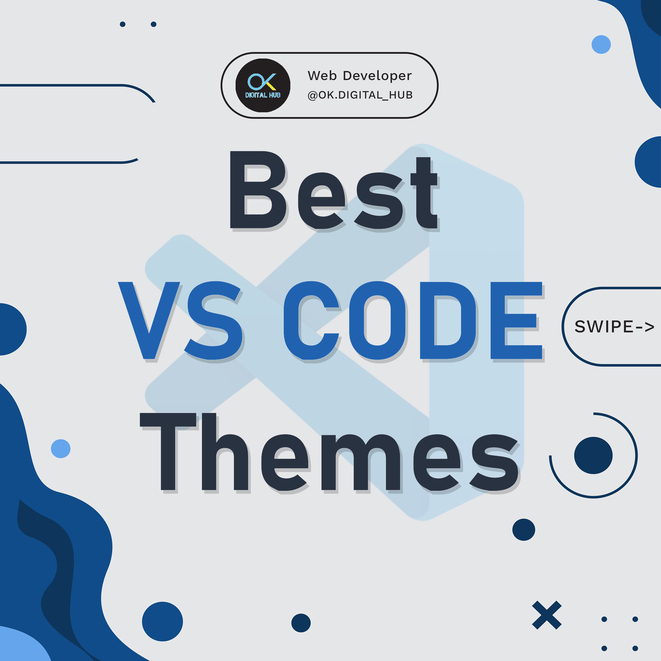 OK
DIGITAL HUB
Web Developer
@OK.DIGITAL_HUB
Best
VS CODE
Themes
SWIPE->